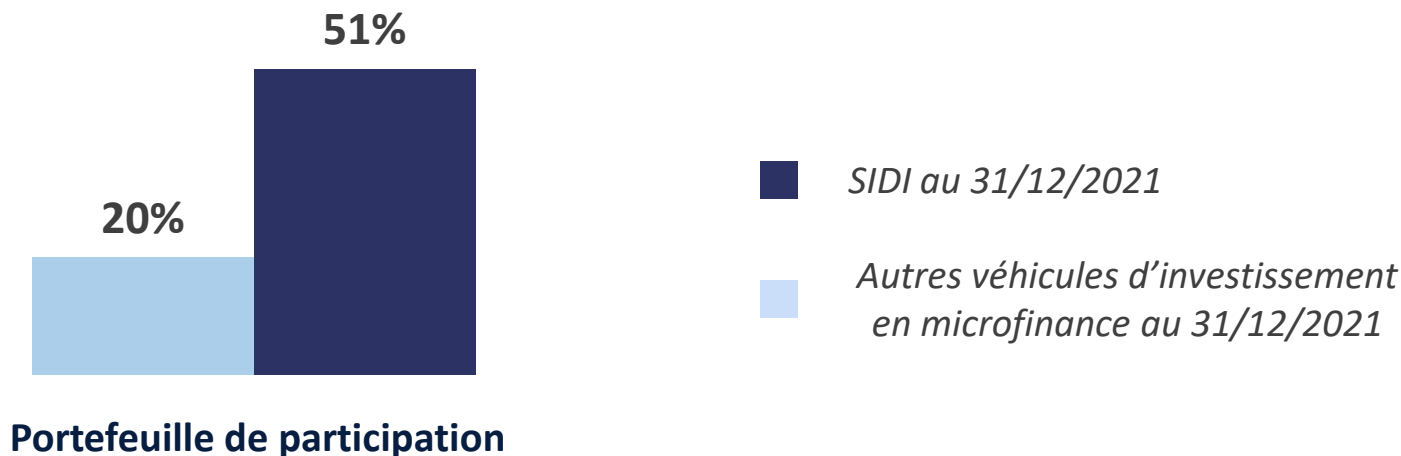 51%
20%
SIDI au 31/12/2021
Autres véhicules d’investissement
en microfinance au 31/12/2021
Portefeuille de participation